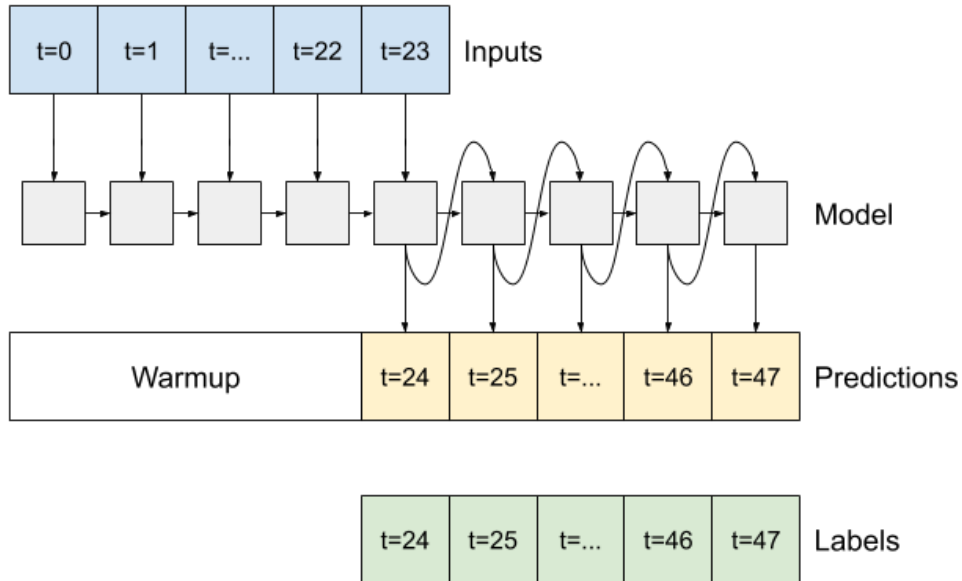 t=0 t=1 t=... t=22 t=23 Inputs
Model
Warmup t=24 t=25 t=... t=46 t=47 Predictions
t=24 t=25 t=... t=46 t=47 Labels